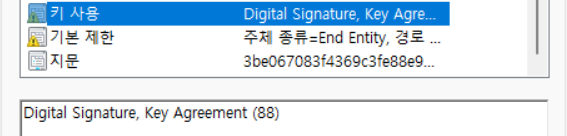 키 사용 Digital Signature, Key Agre...
기본 제한 주체 종류=End Entity, 경로 ...
지문 3be067083f4369c3fe88e9...
Digital Signature, Key Agreement (88)